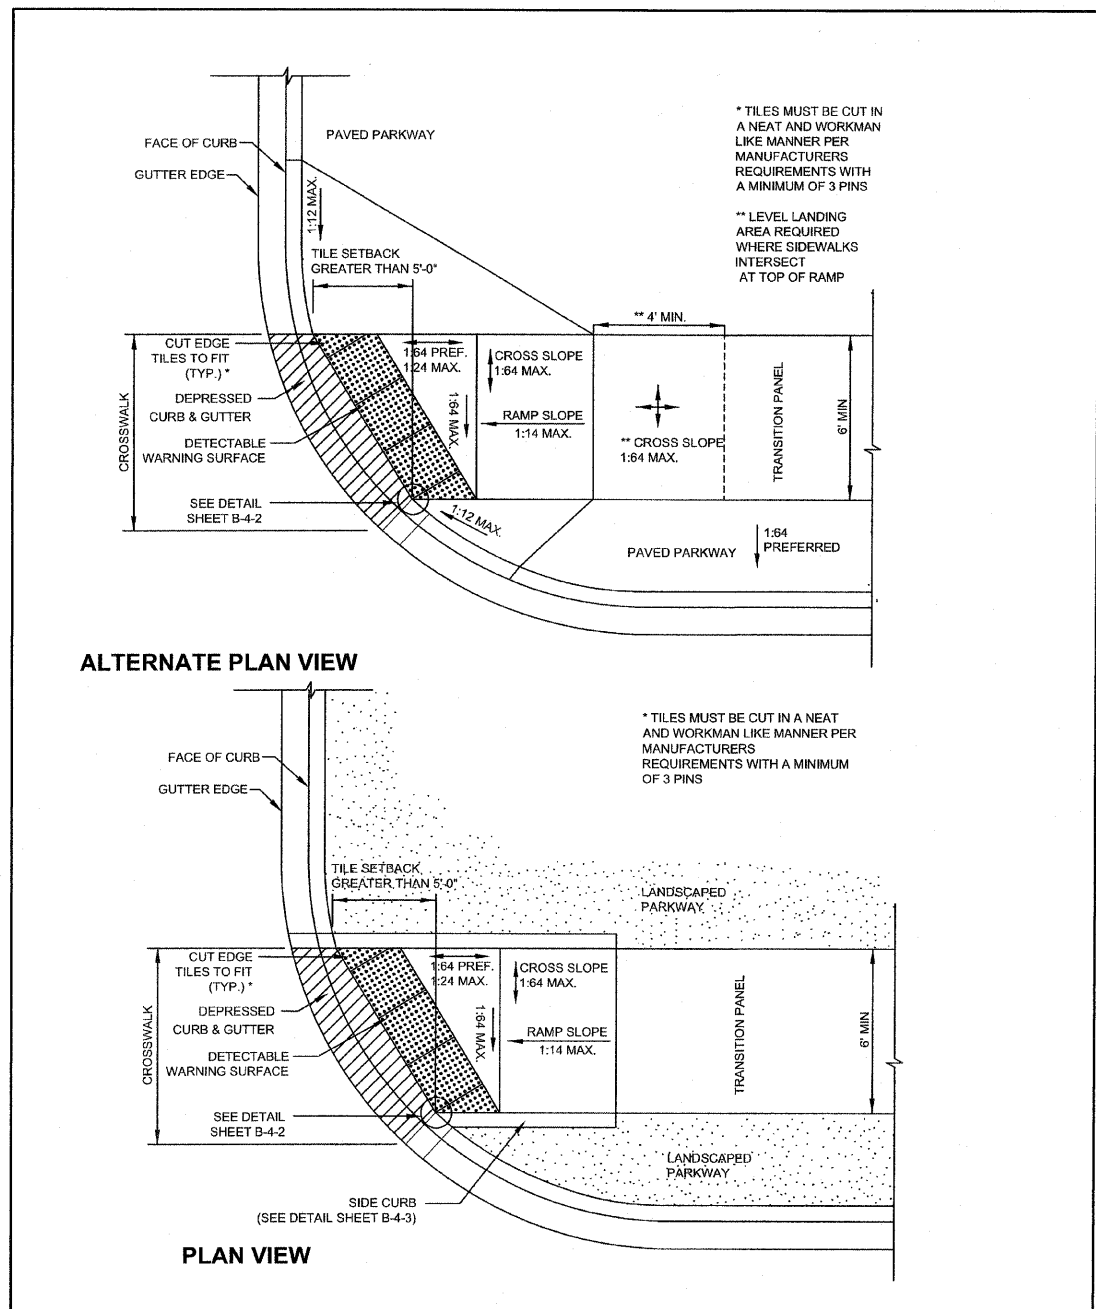 PAVED PARKWAY
FACE OF CURB
GUTTER EDGE
1:12 MAX.
TILE SETBACK
GREATER THAN 5'-0"
* TILES MUST BE CUT IN
A NEAT AND WORKMAN
LIKE MANNER PER
MANUFACTURERS
REQUIREMENTS WITH
A MINIMUM OF 3 PINS
** LEVEL LANDING
AREA REQUIRED
WHERE SIDEWALKS
INTERSECT
AT TOP OF RAMP
** 4' MIN.
CUT EDGE
TILES TO FIT
(TYP.) *
DEPRESSED
CURB & GUTTER
DETECTABLE
WARNING SURFACE
CROSSWALK
SEE DETAIL
SHEET B-4-2
1:64 PREF.
1:24 MAX.
1:64 MAX.
CROSS SLOPE
1:64 MAX.
RAMP SLOPE
1:14 MAX.
** CROSS SLOPE
1:64 MAX.
TRANSITION PANEL
6' MIN
1:12 MAX.
PAVED PARKWAY
1:64
PREFERRED
ALTERNATE PLAN VIEW
* TILES MUST BE CUT IN A NEAT
AND WORKMAN LIKE MANNER PER
MANUFACTURERS
REQUIREMENTS WITH A MINIMUM
OF 3 PINS
FACE OF CURB
GUTTER EDGE
TILE SETBACK
GREATER THAN 5'-0"
LANDSCAPED
PARKWAY
CUT EDGE
TILES TO FIT
(TYP.) *
DEPRESSED
CURB & GUTTER
DETECTABLE
WARNING SURFACE
CROSSWALK
SEE DETAIL
SHEET B-4-2
1:64 PREF.
1:24 MAX.
1:64 MAX.
CROSS SLOPE
1:64 MAX.
RAMP SLOPE
1:14 MAX.
TRANSITION PANEL
6' MIN
LANDSCAPED
PARKWAY
SIDE CURB
(SEE DETAIL SHEET B-4-3)
PLAN VIEW